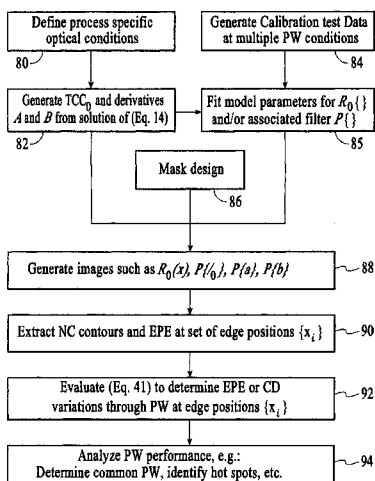 Define process specific
optical conditions
80
Generate Calibration test Data
at multiple PW conditions
84
Generate TCC₀ and derivatives
A and B from solution of (Eq. 14)
82
Fit model parameters for R₀{}
and/or associated filter P{}
85
Mask design
86
Generate images such as R₀(x), P{I₀}, P{a}, P{b}
88
Extract NC contours and EPE at set of edge positions {xᵢ}
90
Evaluate (Eq. 41) to determine EPE or CD
variations through PW at edge positions {xᵢ}
92
Analyze PW performance, e.g.:
Determine common PW, identify hot spots, etc.
94